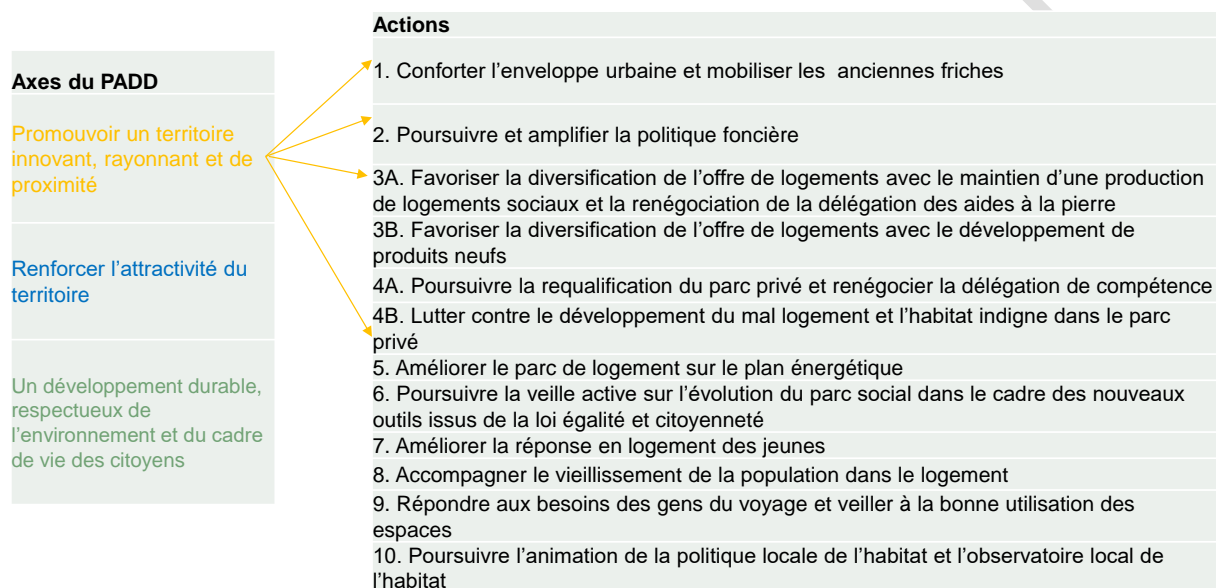 Axes du PADD
Promouvoir un territoire
innovant, rayonnant et de
proximité
Renforcer l’attractivité du
territoire
Un développement durable,
respectueux de
l’environnement et du cadre
de vie des citoyens
Actions
1. Conforter l’enveloppe urbaine et mobiliser les  anciennes friches
2. Poursuivre et amplifier la politique foncière
3A. Favoriser la diversification de l’offre de logements avec le maintien d’une production
de logements sociaux et la renégociation de la délégation des aides à la pierre
3B. Favoriser la diversification de l’offre de logements avec le développement de
produits neufs
4A. Poursuivre la requalification du parc privé et renégocier la délégation de compétence
4B. Lutter contre le développement du mal logement et l’habitat indigne dans le parc
privé
5. Améliorer le parc de logement sur le plan énergétique
6. Poursuivre la veille active sur l’évolution du parc social dans le cadre des nouveaux
outils issus de la loi égalité et citoyenneté
7. Améliorer la réponse en logement des jeunes
8. Accompagner le vieillissement de la population dans le logement
9. Répondre aux besoins des gens du voyage et veiller à la bonne utilisation des
espaces
10. Poursuivre l’animation de la politique locale de l’habitat et l’observatoire local de
l’habitat